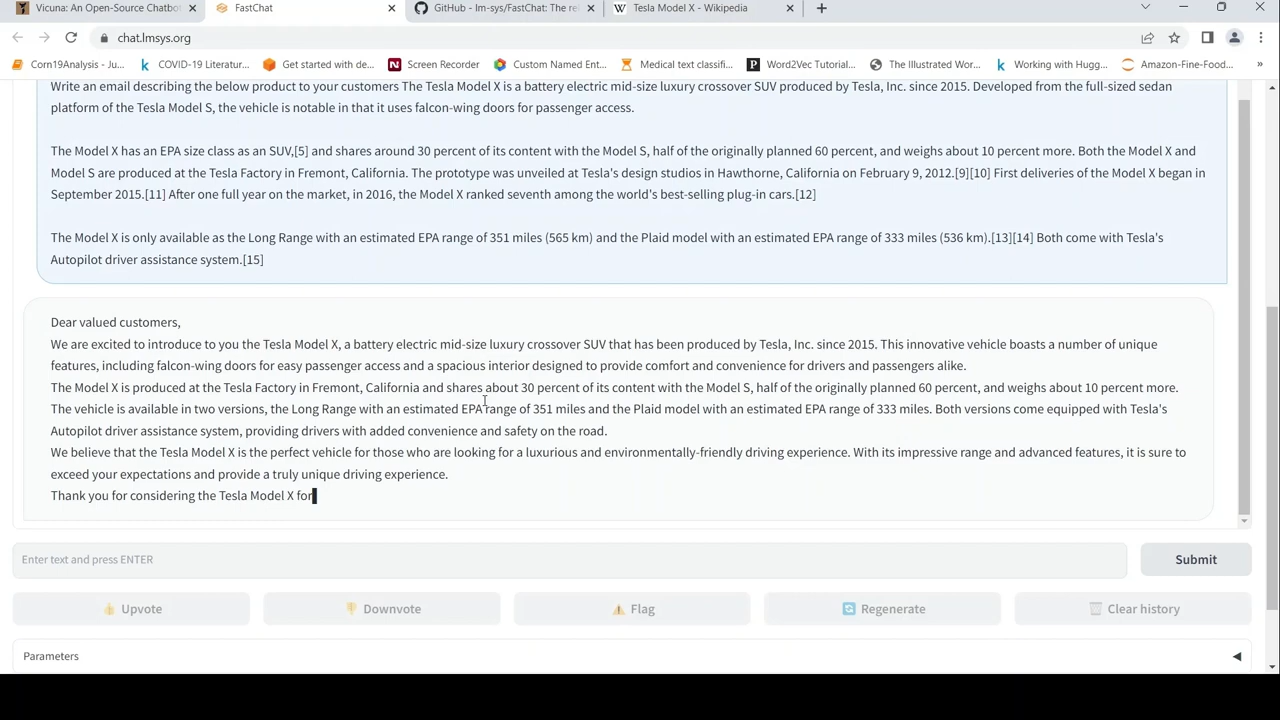 Vicuna: An Open-Source Chatbot
FastChat
GitHub - lm-sys/FastChat: The re
Tesla Model X - Wikipedia
chat.lmsys.org
Corn19Analysis - Ju...
COVID-19 Literatur...
Get started with de...
Screen Recorder
Custom Named Ent...
Medical text classifi...
Word2Vec Tutorial...
The Illustrated Wor...
Working with Hugg...
Amazon-Fine-Food...
»
Write an email describing the below product to your customers The Tesla Model X is a battery electric mid-size luxury crossover SUV produced by Tesla, Inc. since 2015. Developed from the full-sized sedan
platform of the Tesla Model S, the vehicle is notable in that it uses falcon-wing doors for passenger access.
The Model X has an EPA size class as an SUV,[5] and shares around 30 percent of its content with the Model S, half of the originally planned 60 percent, and weighs about 10 percent more. Both the Model X and
Model S are produced at the Tesla Factory in Fremont, California. The prototype was unveiled at Tesla's design studios in Hawthorne, California on February 9, 2012.[9][10] First deliveries of the Model X began in
September 2015.[11] After one full year on the market, in 2016, the Model X ranked seventh among the world's best-selling plug-in cars.[12]
The Model X is only available as the Long Range with an estimated EPA range of 351 miles (565 km) and the Plaid model with an estimated EPA range of 333 miles (536 km).[13][14] Both come with Tesla's
Autopilot driver assistance system.[15]
Dear valued customers,
We are excited to introduce to you the Tesla Model X, a battery electric mid-size luxury crossover SUV that has been produced by Tesla, Inc. since 2015. This innovative vehicle boasts a number of unique
features, including falcon-wing doors for easy passenger access and a spacious interior designed to provide comfort and convenience for drivers and passengers alike.
The Model X is produced at the Tesla Factory in Fremont, California and shares about 30 percent of its content with the Model S, half of the originally planned 60 percent, and weighs about 10 percent more.
The vehicle is available in two versions, the Long Range with an estimated EPA range of 351 miles and the Plaid model with an estimated EPA range of 333 miles. Both versions come equipped with Tesla's
Autopilot driver assistance system, providing drivers with added convenience and safety on the road.
We believe that the Tesla Model X is the perfect vehicle for those who are looking for a luxurious and environmentally-friendly driving experience. With its impressive range and advanced features, it is sure to
exceed your expectations and provide a truly unique driving experience.
Thank you for considering the Tesla Model X for
Enter text and press ENTER
Submit
Upvote
Downvote
Flag
Regenerate
Clear history
Parameters